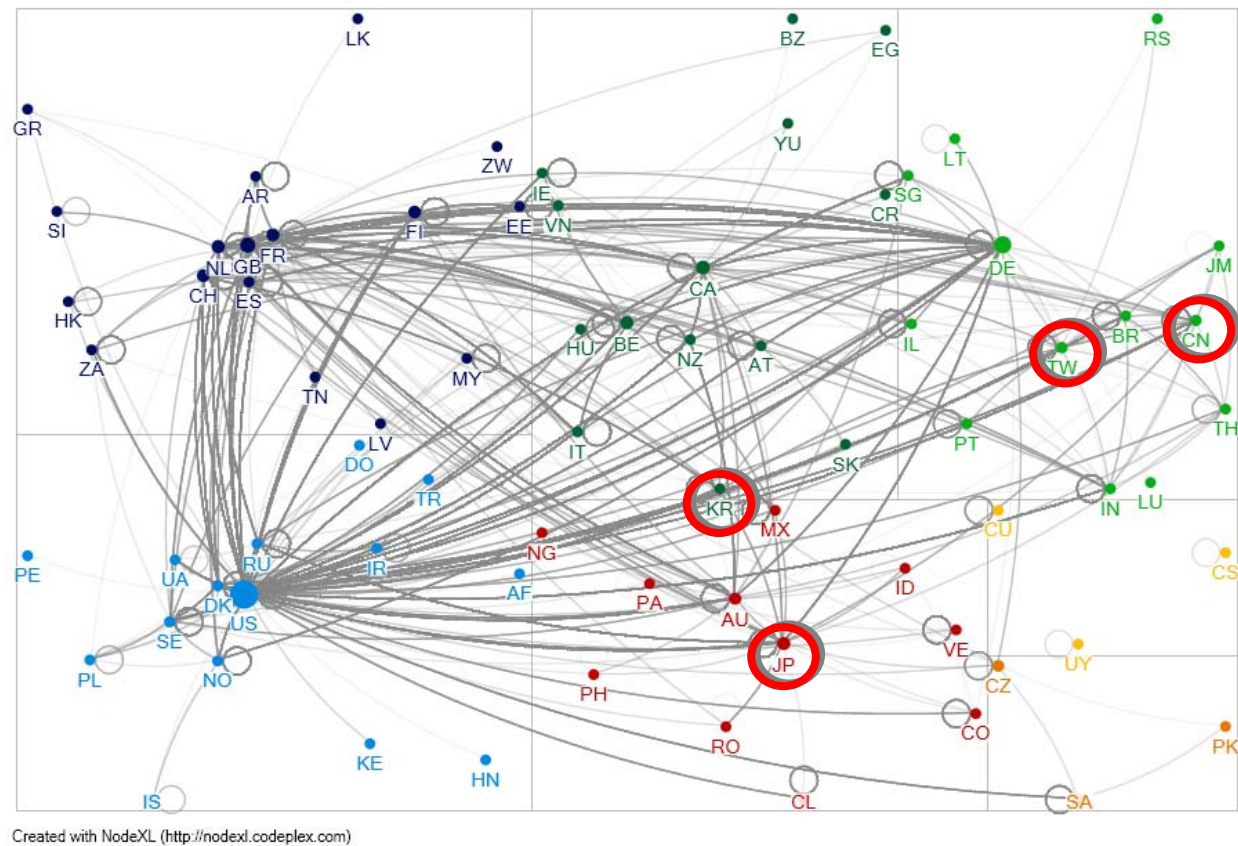 LK
BZ
EG
RS
GR
YU
ZW
LT
AR
IE
SG
CR
SI
FI
EE
VN
NL
GB
FR
DE
JM
CH
ES
CA
HK
HU
BE
NZ
AT
IL
BR
CN
TW
ZA
MY
TN
LV
DO
IT
SK
PT
TH
TR
KR
MX
CU
IN
LU
NG
PE
UA
RU
IR
AF
PA
ID
CS
DK
US
AU
SE
VE
UY
PL
NO
JP
CZ
PH
RO
CO
PK
KE
HN
IS
CL
SA
Created with NodeXL (http://nodexl.codeplex.com)